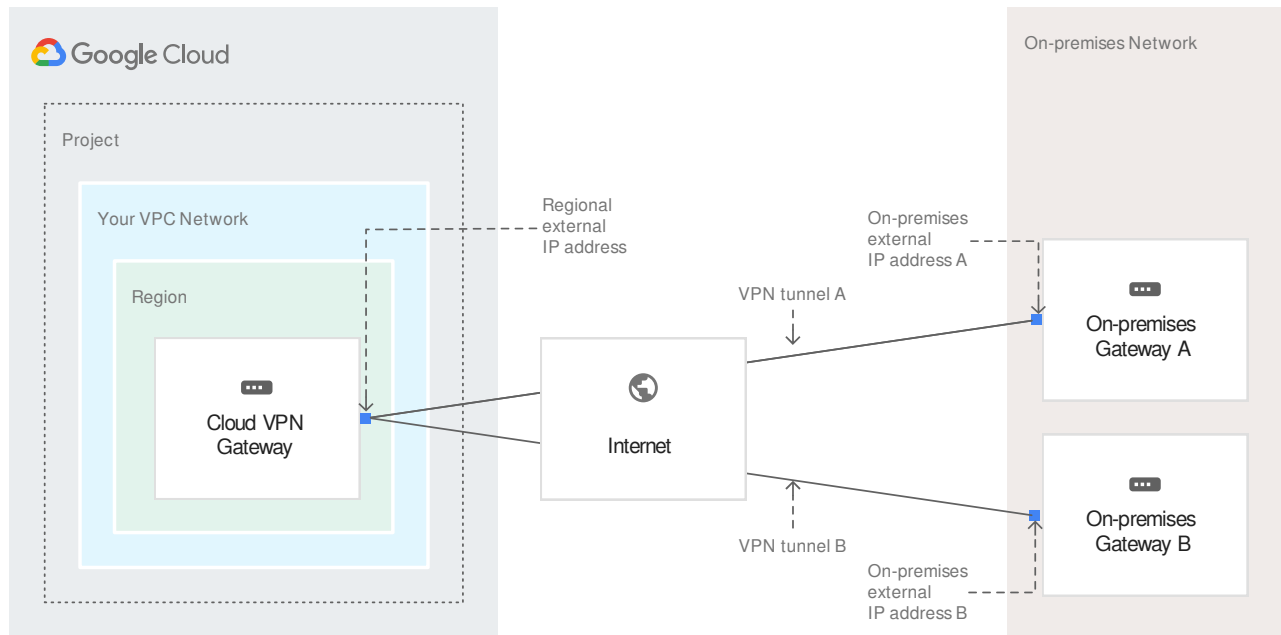 Google Cloud
On-premises Network
Project
Your VPC Network
Region
Cloud VPN
Gateway
Regional
external
IP address
Internet
VPN tunnel A
VPN tunnel B
On-premises
external
IP address A
On-premises
Gateway A
On-premises
Gateway B
On-premises
external
IP address B